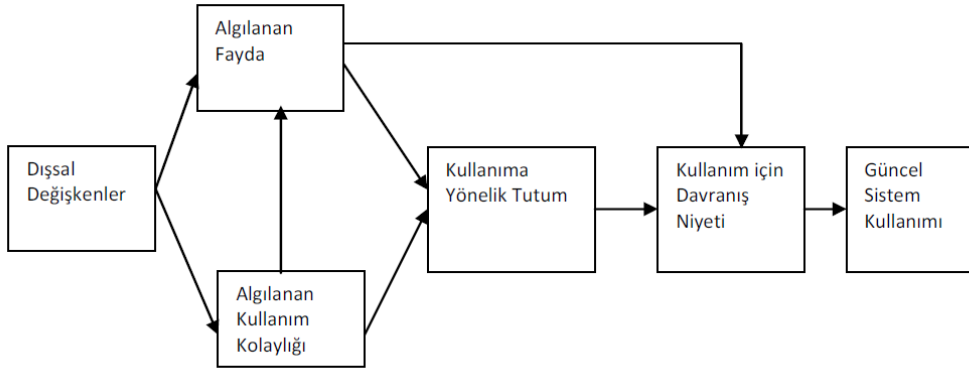 Algılanan
Fayda
Dışsal
Değişkenler
Kullanıma
Yönelik Tutum
Kullanım için
Davranış
Niyeti
Güncel
Sistem
Kullanımı
Algılanan
Kullanım
Kolaylığı